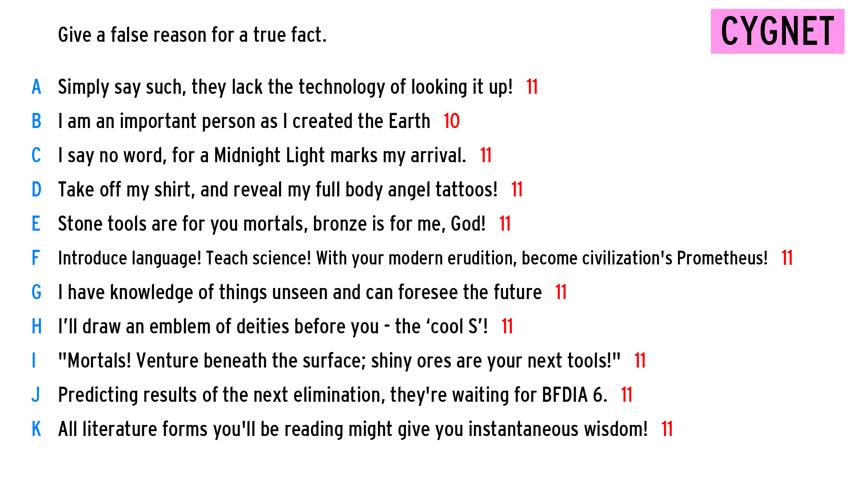 Give a false reason for a true fact.
CYGNET
A Simply say such, they lack the technology of looking it up! 11
B I am an important person as I created the Earth 10
C I say no word, for a Midnight Light marks my arrival. 11
D Take off my shirt, and reveal my full body angel tattoos! 11
E Stone tools are for you mortals, bronze is for me, God! 11
F Introduce language! Teach science! With your modern erudition, become civilization's Prometheus! 11
G I have knowledge of things unseen and can foresee the future 11
H I’ll draw an emblem of deities before you - the ‘cool S’! 11
I "Mortals! Venture beneath the surface; shiny ores are your next tools!" 11
J Predicting results of the next elimination, they're waiting for BFDIA 6. 11
K All literature forms you'll be reading might give you instantaneous wisdom! 11